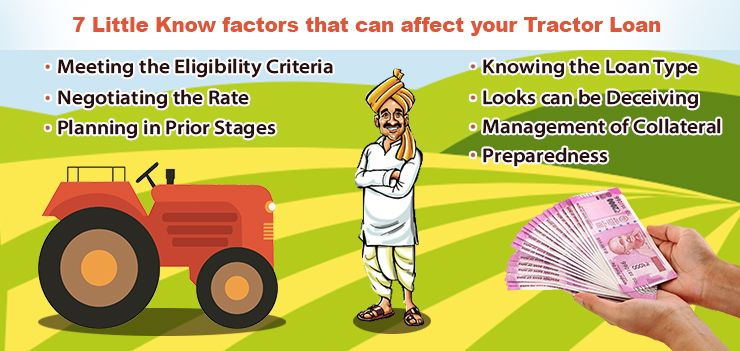 7 Little Know factors that can affect your Tractor Loan
• Meeting the Eligibility Criteria
• Negotiating the Rate
• Planning in Prior Stages
• Knowing the Loan Type
• Looks can be Deceiving
• Management of Collateral
• Preparedness